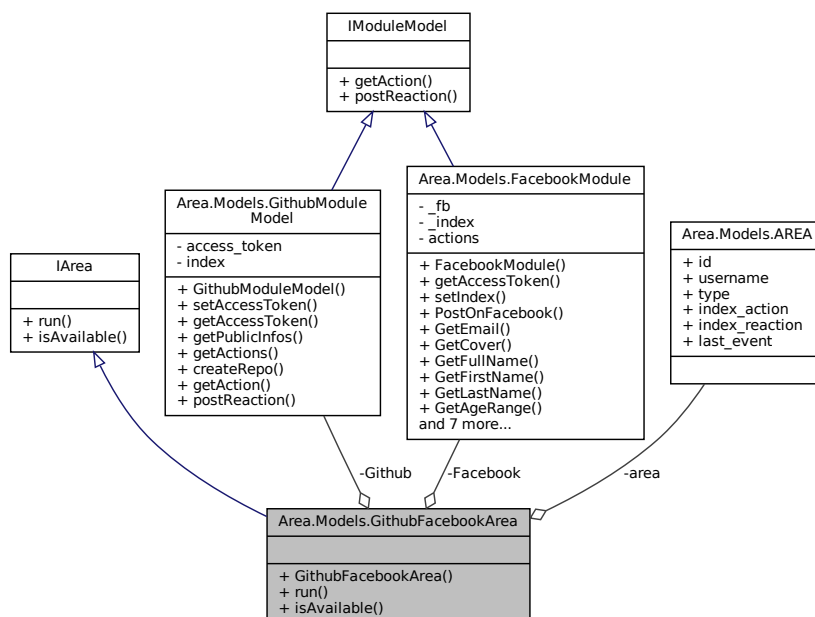 IModuleModel
+ getAction()
+ postReaction()
Area.Models.GithubModule
Model
- access_token
- index
+ GithubModuleModel()
+ setAccessToken()
+ getAccessToken()
+ getPublicInfos()
+ getActions()
+ createRepo()
+ getAction()
+ postReaction()
Area.Models.FacebookModule
- _fb
- _index
- actions
+ FacebookModule()
+ getAccessToken()
+ setIndex()
+ PostOnFacebook()
+ GetEmail()
+ GetCover()
+ GetFullName()
+ GetFirstName()
+ GetLastName()
+ GetAgeRange()
and 7 more...
Area.Models.AREA
+ id
+ username
+ type
+ index_action
+ index_reaction
+ last_event
IArea
+ run()
+ isAvailable()
-Github
-Facebook
-area
Area.Models.GithubFacebookArea
+ GithubFacebookArea()
+ run()
+ isAvailable()